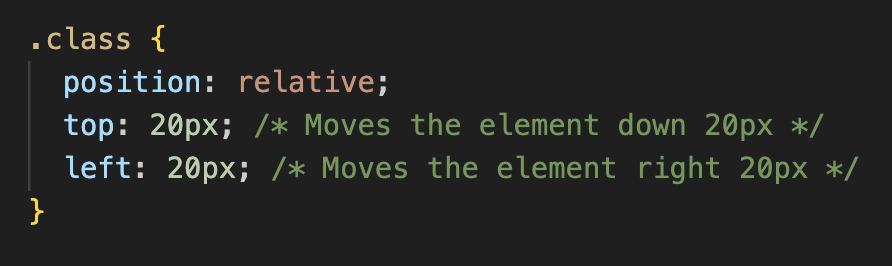 .class {
position: relative;
top: 20px; /* Moves the element down 20px */
left: 20px; /* Moves the element right 20px */
}